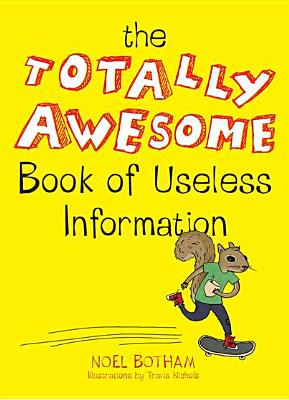 the
TOTALLY
AWESOME
Book of Useless
Information
NOEL BOTHAM
Illustrations by Travis Nichols